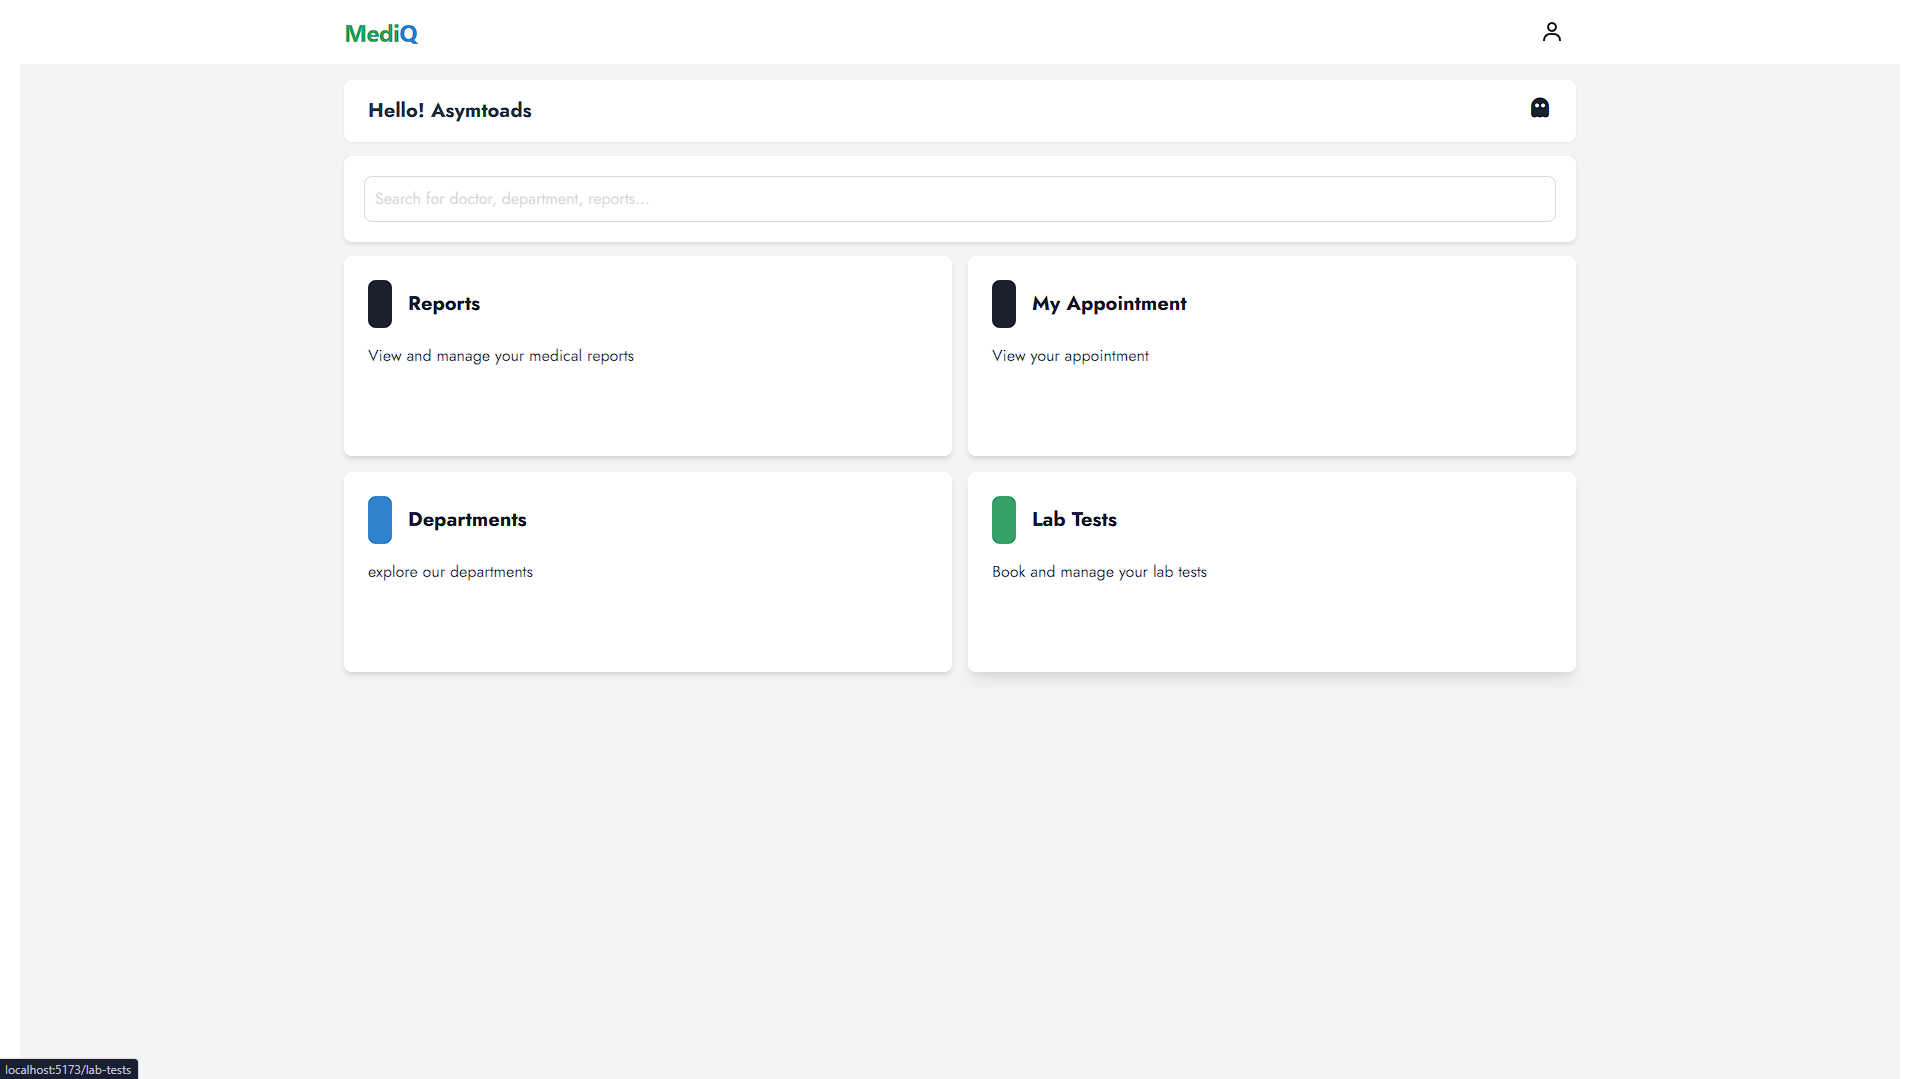 MediQ
Hello! Asymtoads
Search for doctor, department, reports...
Reports
View and manage your medical reports
My Appointment
View your appointment
Departments
explore our departments
Lab Tests
Book and manage your lab tests
localhost:5173/lab-tests